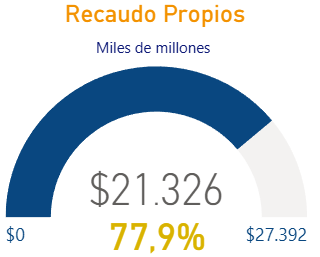 Recaudo Propios
Miles de millones
$21.326
$0
77,9%
$27.392